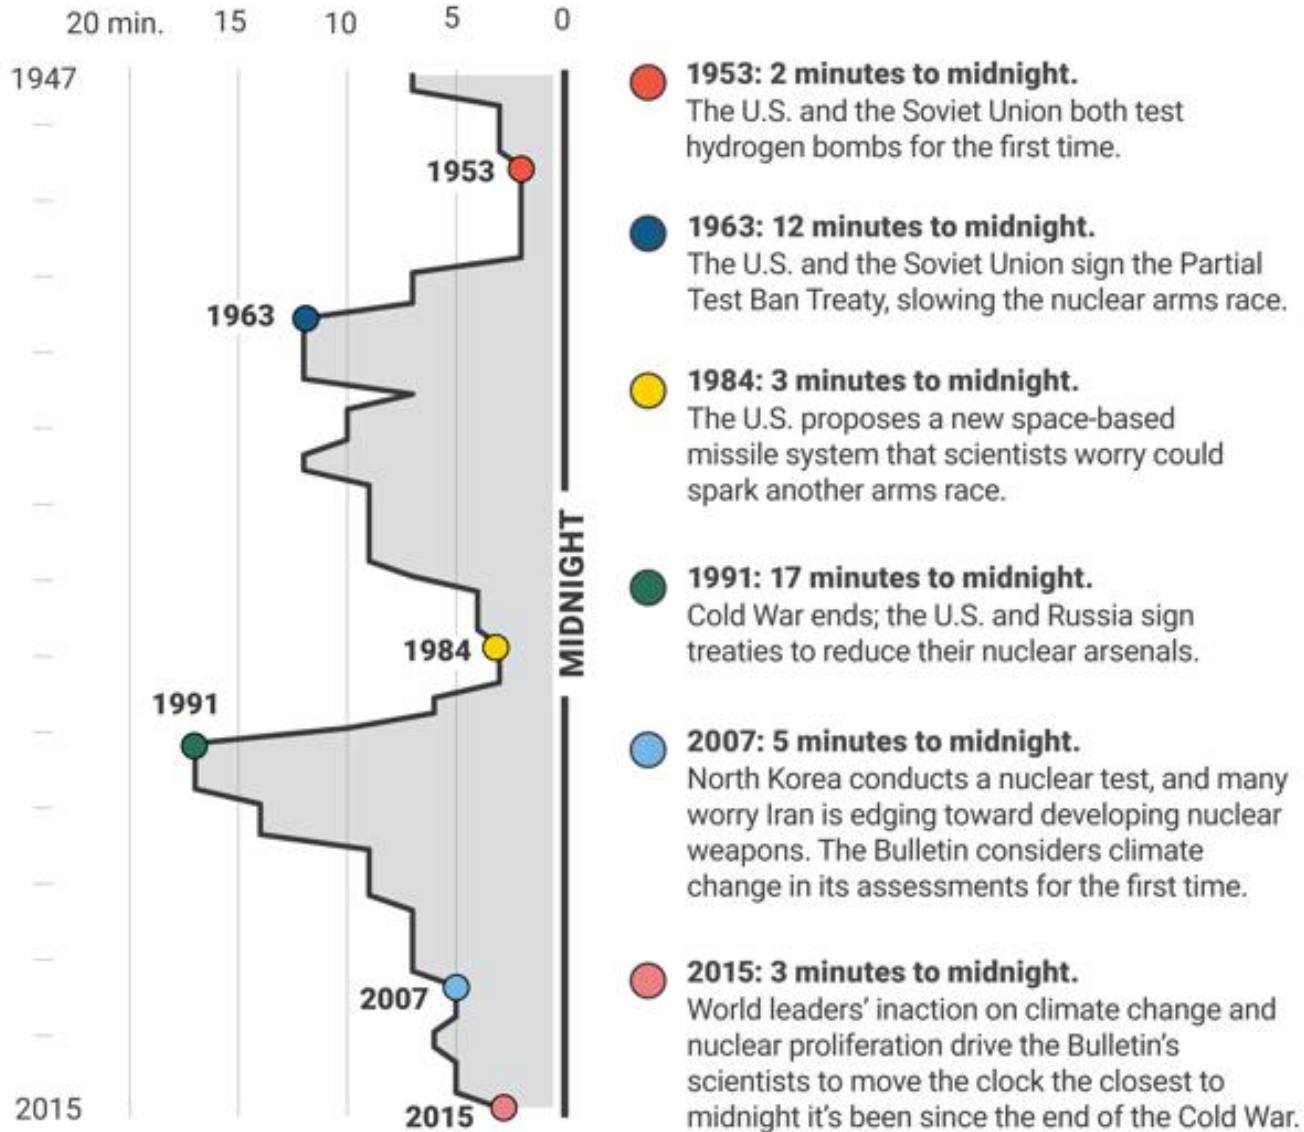 20 min. 15 10 5 0
1947
1953
1963
1984
1991
2007
2015
2015
MIDNIGHT
1953: 2 minutes to midnight.
The U.S. and the Soviet Union both test
hydrogen bombs for the first time.
1963: 12 minutes to midnight.
The U.S. and the Soviet Union sign the Partial
Test Ban Treaty, slowing the nuclear arms race.
1984: 3 minutes to midnight.
The U.S. proposes a new space-based
missile system that scientists worry could
spark another arms race.
1991: 17 minutes to midnight.
Cold War ends; the U.S. and Russia sign
treaties to reduce their nuclear arsenals.
2007: 5 minutes to midnight.
North Korea conducts a nuclear test, and many
worry Iran is edging toward developing nuclear
weapons. The Bulletin considers climate
change in its assessments for the first time.
2015: 3 minutes to midnight.
World leaders’ inaction on climate change and
nuclear proliferation drive the Bulletin’s
scientists to move the clock the closest to
midnight it’s been since the end of the Cold War.